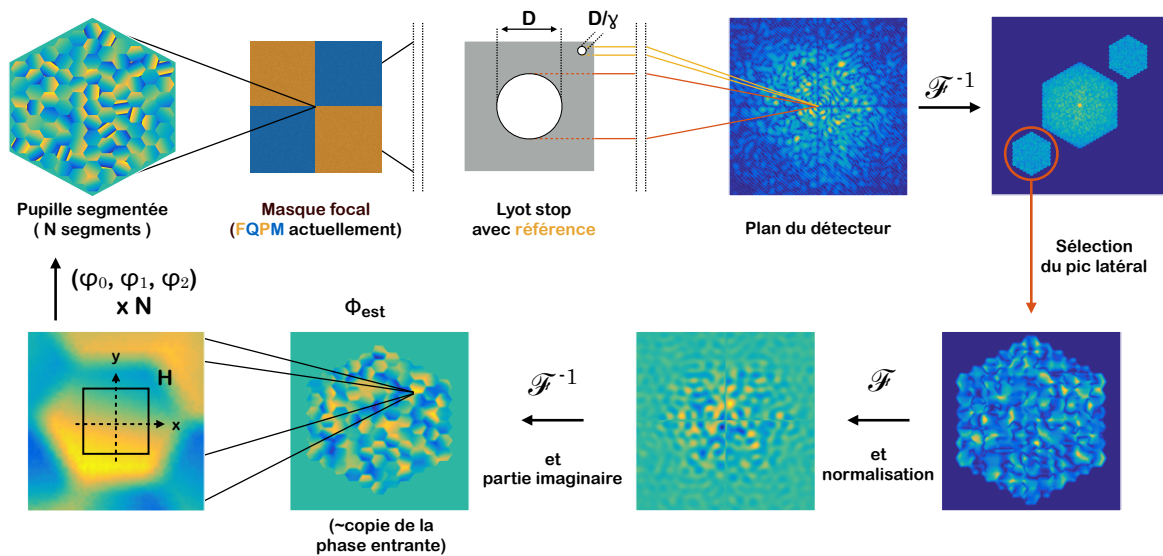 D
D/γ
ℱ⁻¹
Pupille segmentée
( N segments )
Masque focal
(FQPM actuellement)
Lyot stop
avec référence
Plan du détecteur
Sélection
du pic latéral
(φ₀, φ₁, φ₂)
x N
Φest
y
H
x
ℱ⁻¹
et
partie imaginaire
ℱ
et
normalisation
(~copie de la
phase entrante)